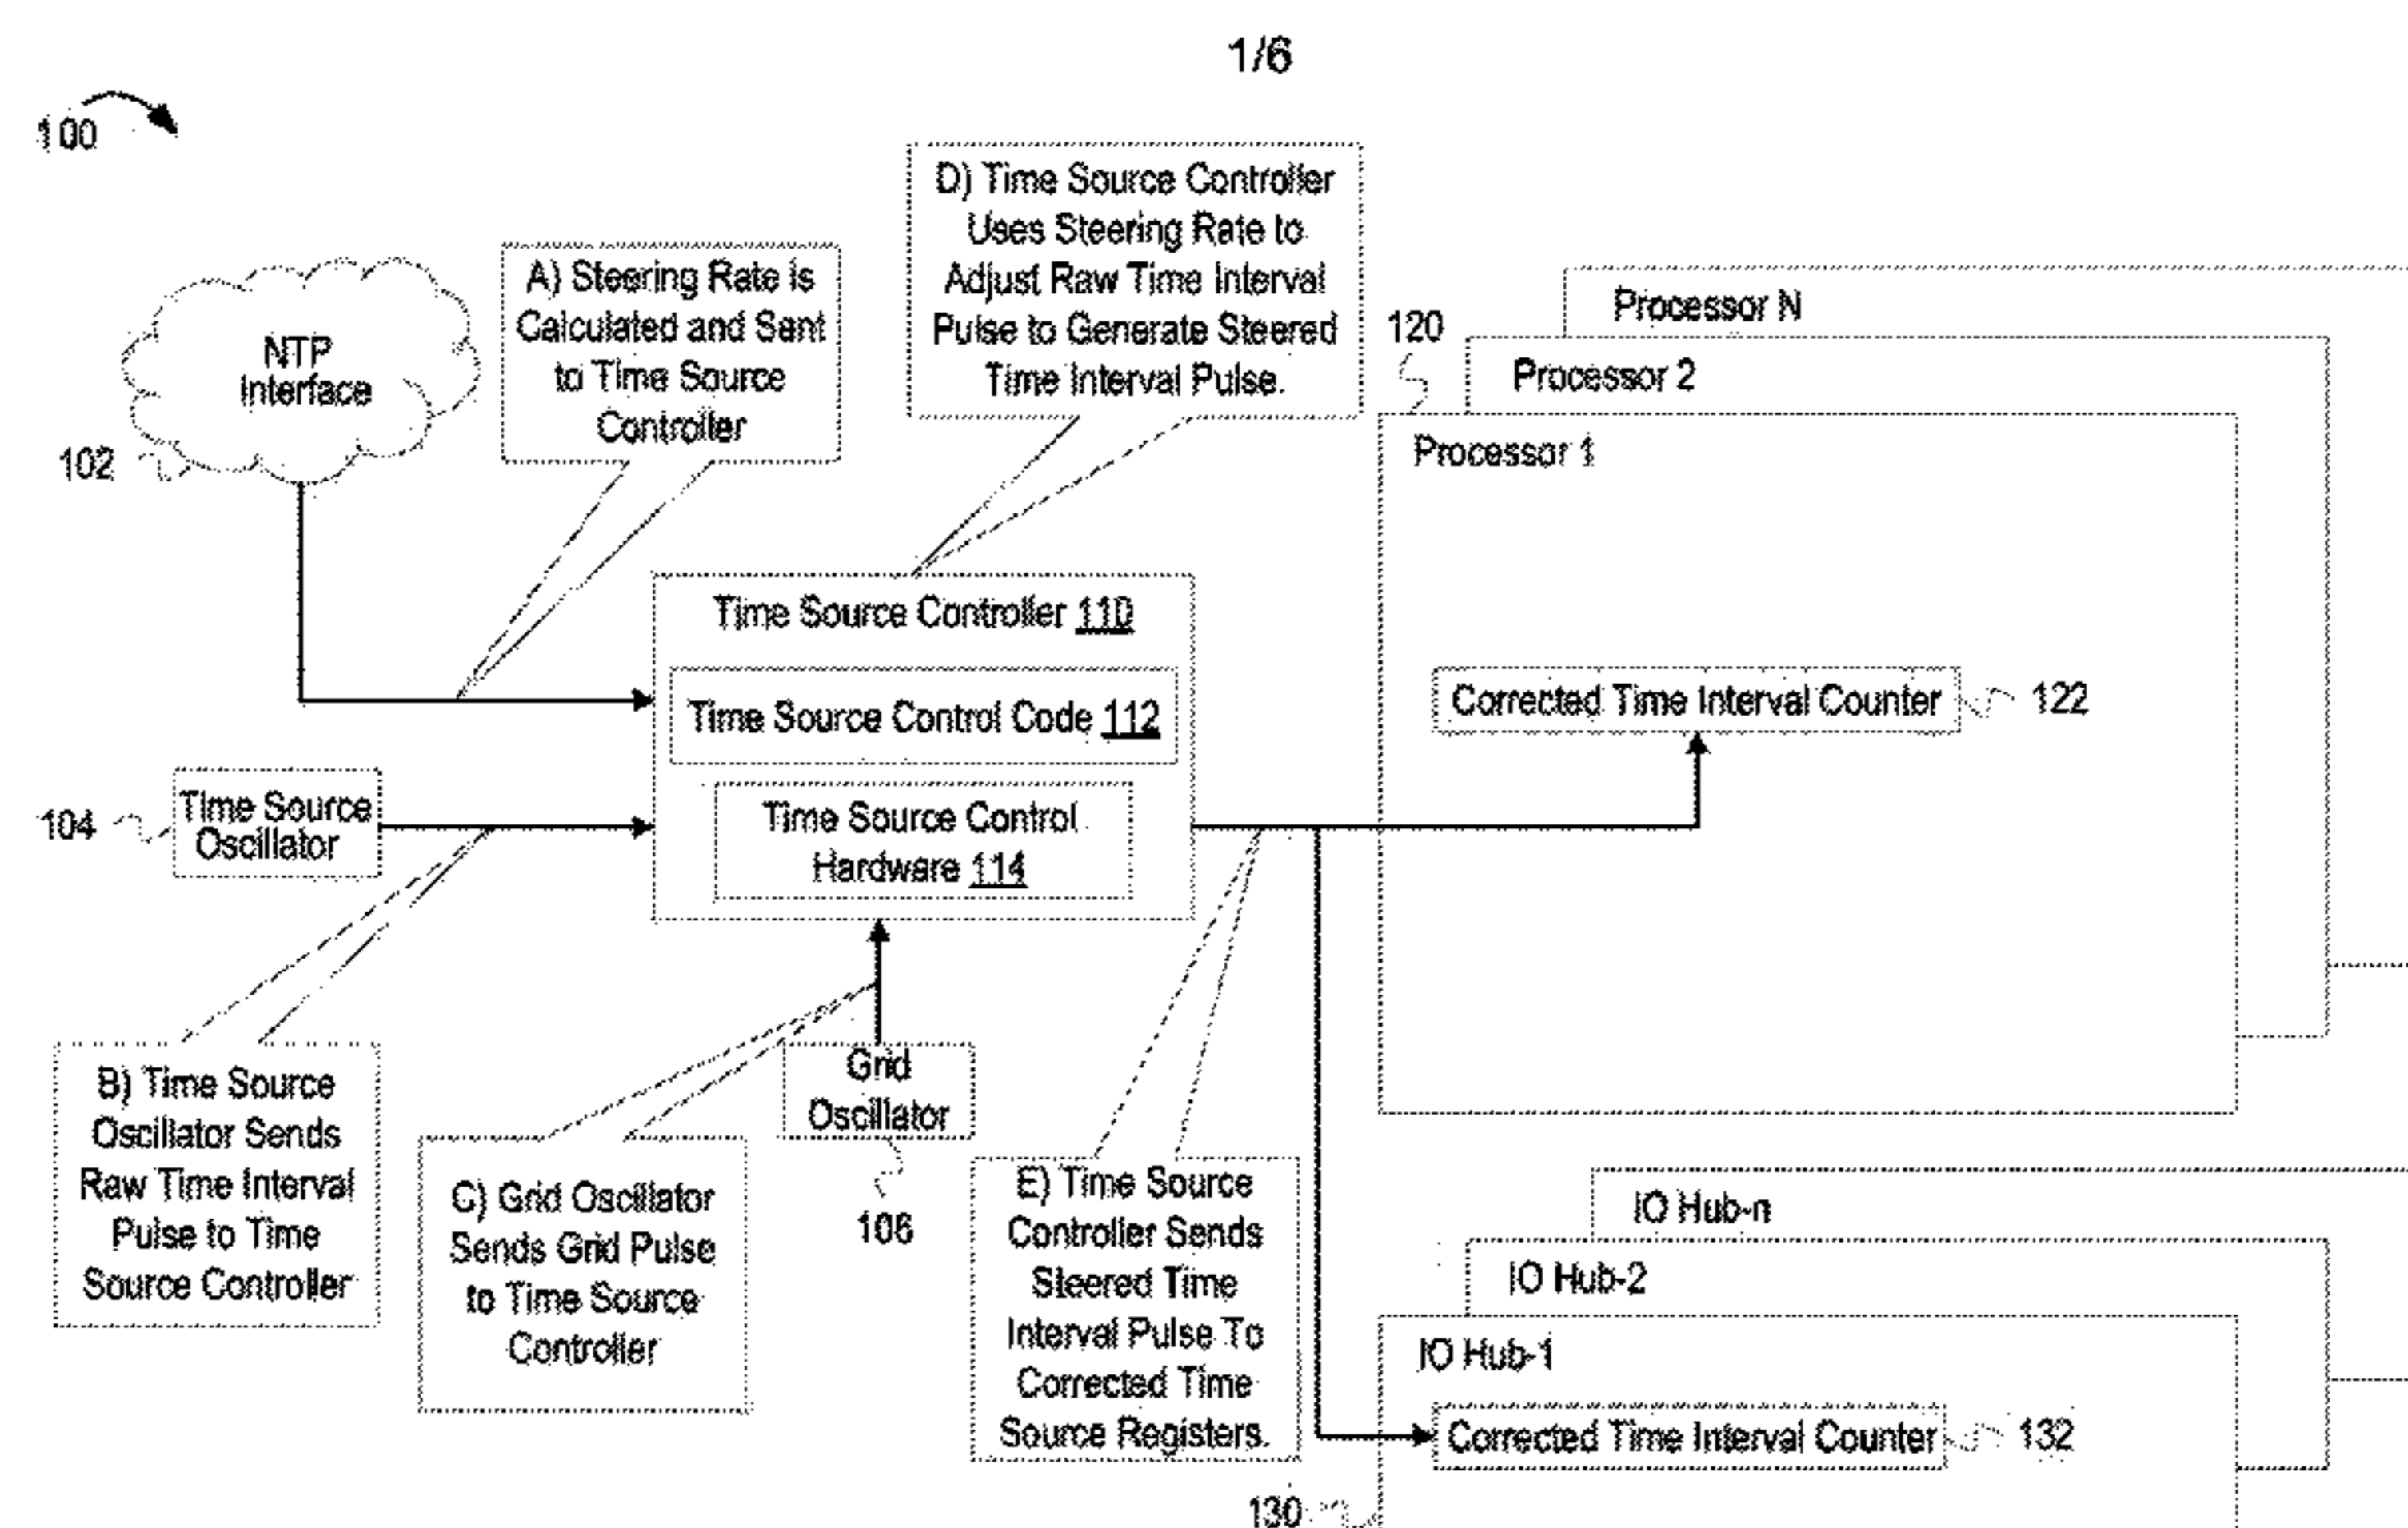 1/6
100
D) Time Source Controller
Uses Steering Rate to
Adjust Raw Time Interval
Pulse to Generate Steered
Time Interval Pulse.
A) Steering Rate is
Calculated and Sent
to Time Source
Controller
NTP
Interface
102
Processor N
120
Processor 2
Processor 1
Time Source Controller 110
Time Source Control Code 112
Time Source Control
Hardware 114
Corrected Time Interval Counter
122
104
Time Source
Oscillator
B) Time Source
Oscillator Sends
Raw Time Interval
Pulse to Time
Source Controller
C) Grid Oscillator
Sends Grid Pulse
to Time Source
Controller
Grid
Oscillator
106
E) Time Source
Controller Sends
Steered Time
Interval Pulse To
Corrected Time
Source Registers.
IO Hub-n
IO Hub-2
IO Hub-1
Corrected Time Interval Counter
132
130